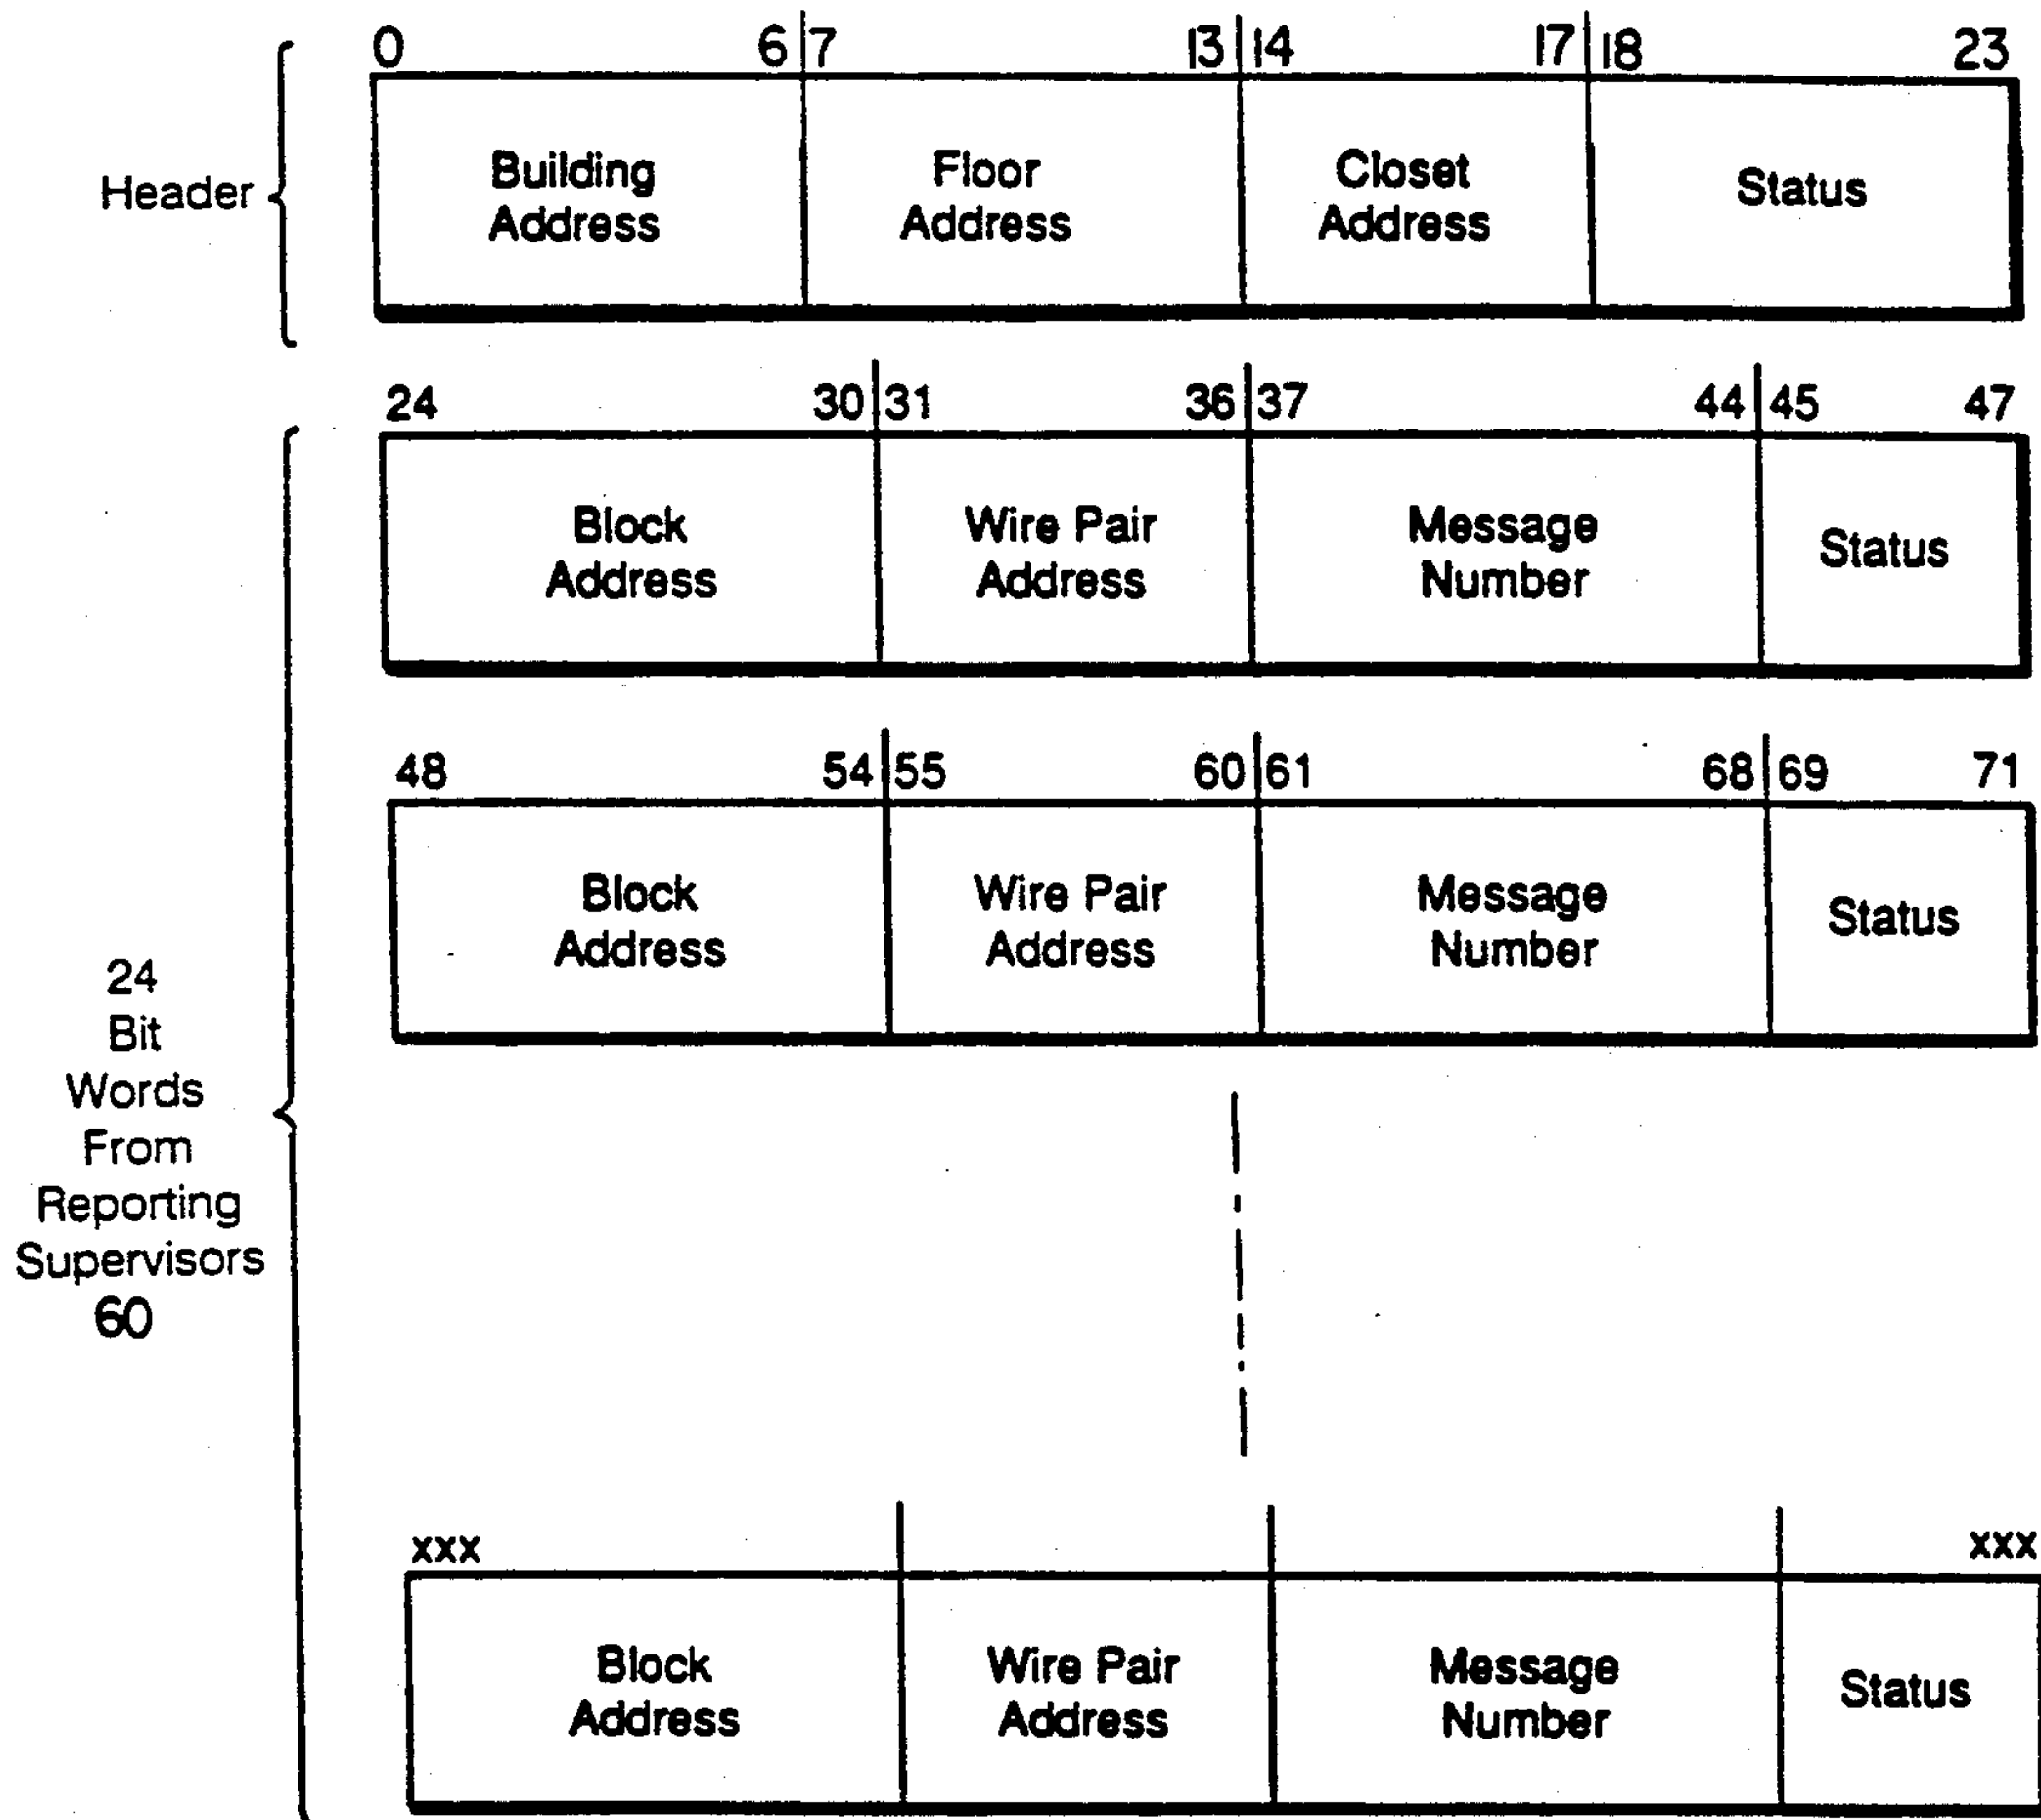 0 6 7 13 14 17 18 23
Header
Building Floor Closet Status
Address Address Address
24 30 31 36 37 44 45 47
Block Wire Pair Message Status
Address Address Number
48 54 55 60 61 68 69 71
Block Wire Pair Message Status
Address Address Number
24
Bit
Words
From
Reporting
Supervisors
60
xxx xxx
Block Wire Pair Message Status
Address Address Number